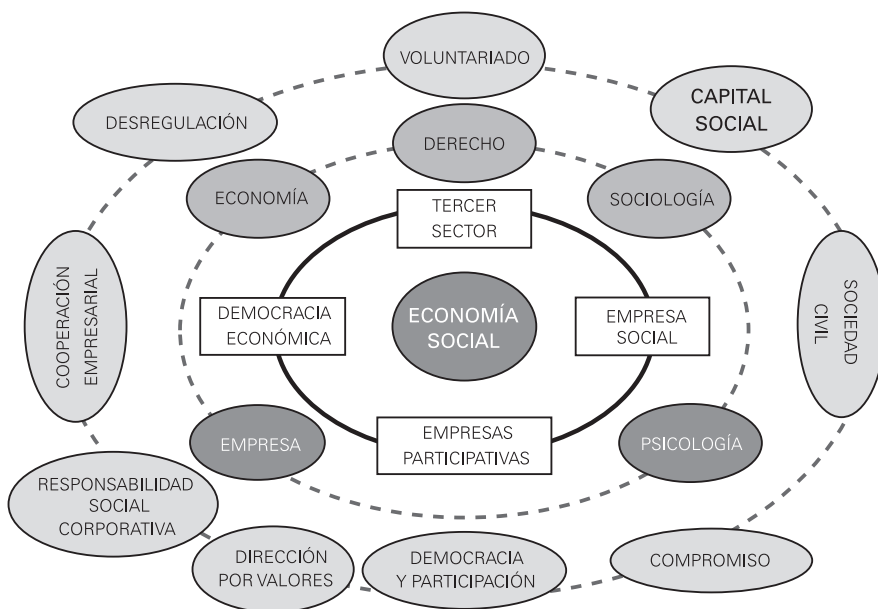 VOLUNTARIADO
CAPITAL
SOCIAL
DESREGULACIÓN
DERECHO
ECONOMÍA
SOCIOLOGÍA
TERCER
SECTOR
COOPERACIÓN
EMPRESARIAL
DEMOCRACIA
ECONÓMICA
ECONOMÍA
SOCIAL
EMPRESA
SOCIAL
SOCIEDAD
CIVIL
EMPRESA
EMPRESAS
PARTICIPATIVAS
PSICOLOGÍA
RESPONSABILIDAD
SOCIAL
CORPORATIVA
DIRECCIÓN
POR VALORES
DEMOCRACIA
Y PARTICIPACIÓN
COMPROMISO